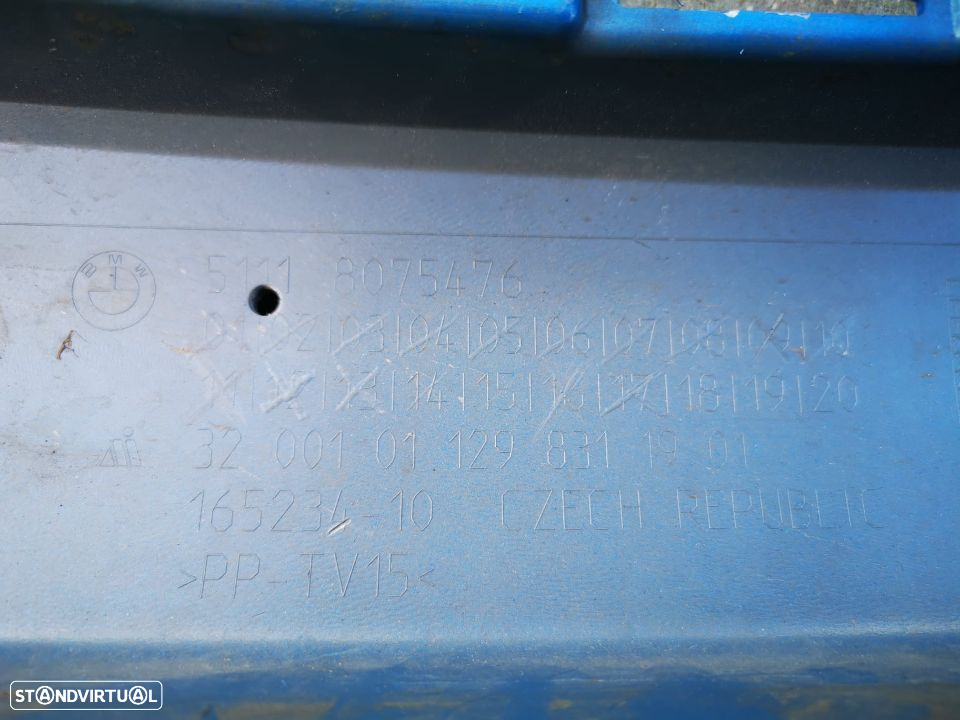 BMW
5111 8075476
01|02|03|04|05|06|07|08|09|10
11|12|13|14|15|16|17|18|19|20
32 001 01 129 831 19 01
165234-10 CZECH REPUBLIC
>PP-TV15<
STANDVIRTUAL